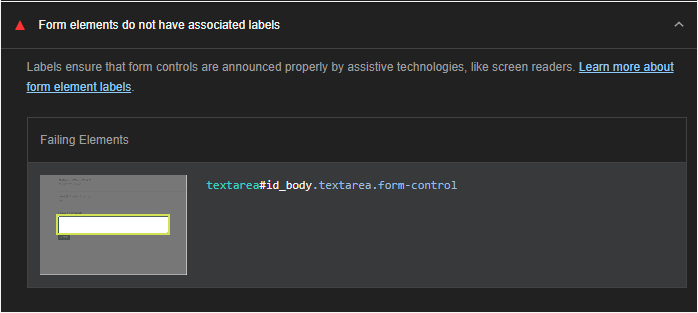 Form elements do not have associated labels
Labels ensure that form controls are announced properly by assistive technologies, like screen readers. Learn more about
form element labels.
Failing Elements
textarea#id_body.textarea.form-control